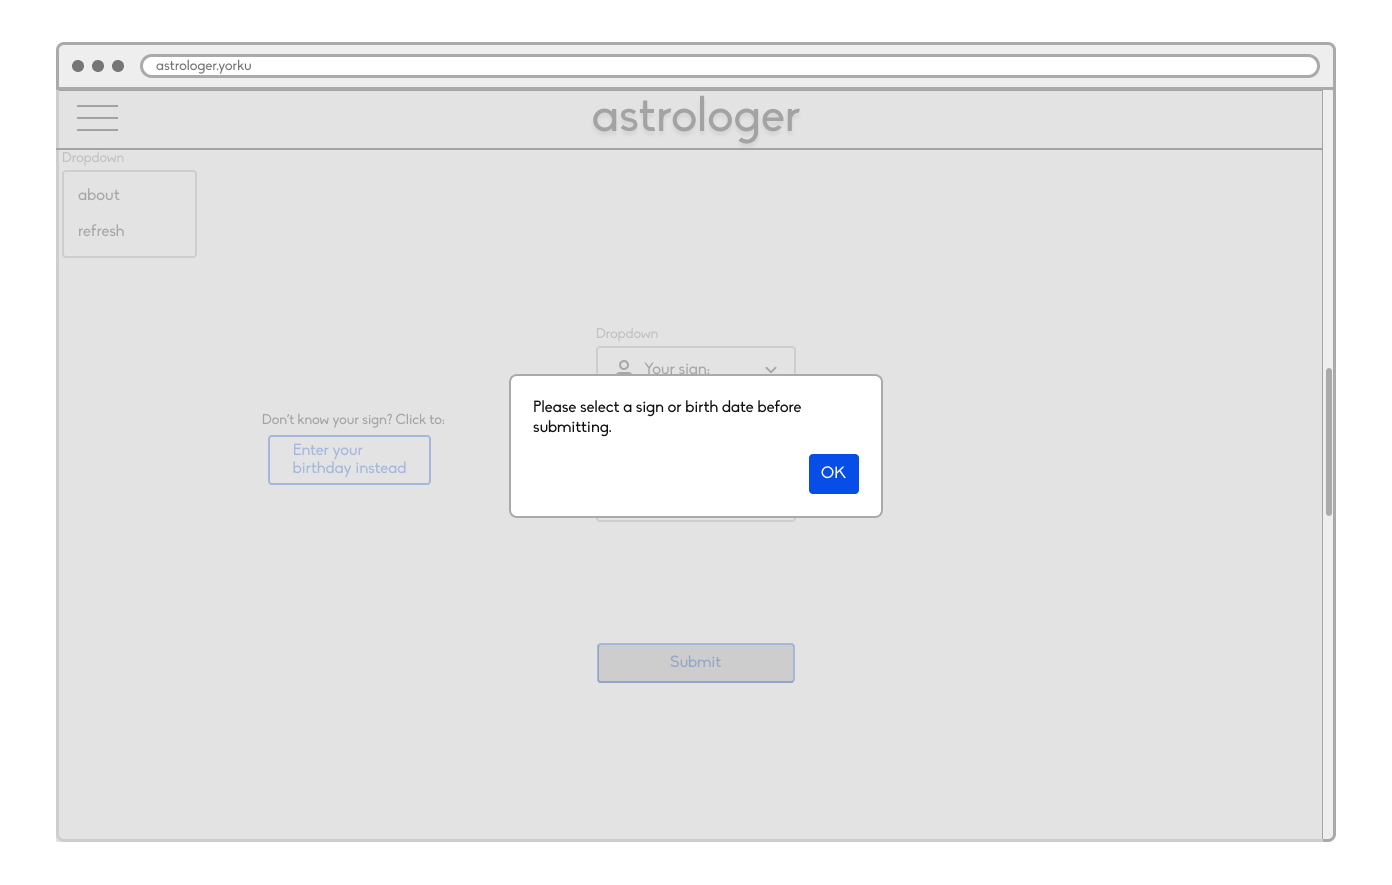 astrologer.yorku
astrologer
Dropdown
about
refresh
Dropdown
Your sign:
Don't know your sign? Click to:
Enter your
birthday instead
Please select a sign or birth date before
submitting.
OK
Submit